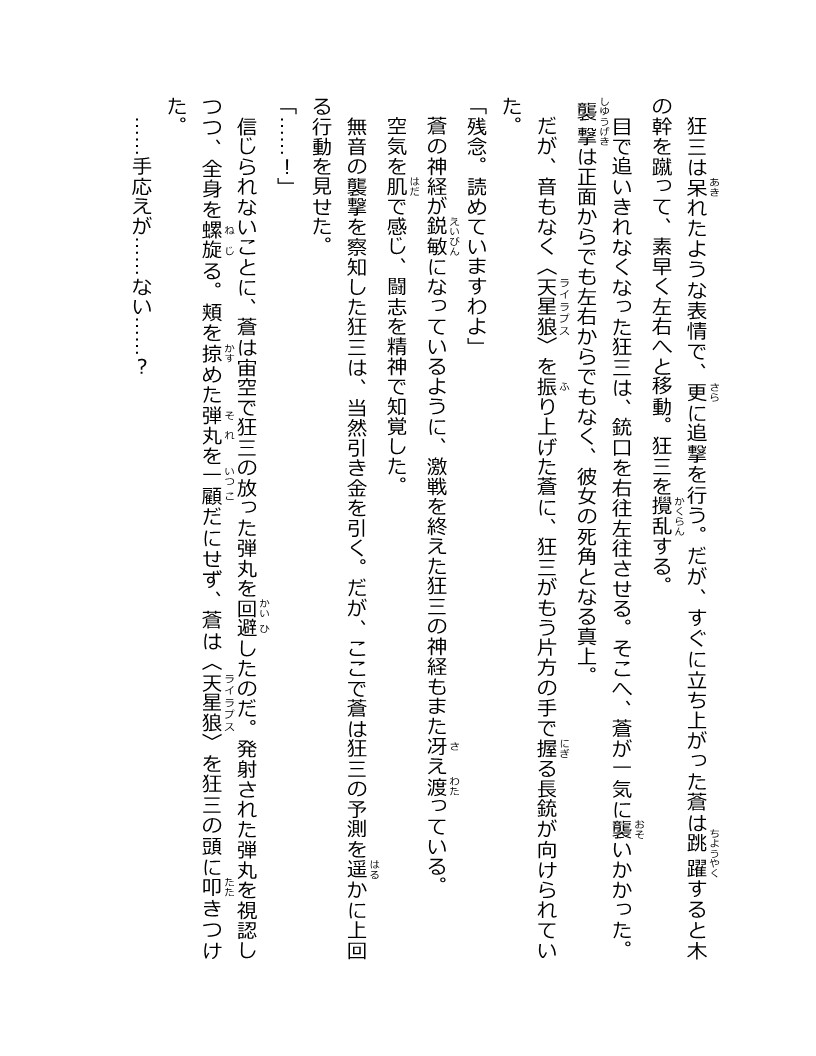 狂三は呆れたような表情で、更に追撃を行う。だが、すぐに立ち上がった蒼は跳躍すると木
の幹を蹴って、素早く左右へと移動。狂三を攪乱する。
目で追いきれなくなった狂三は、銃口を右往左往させる。そこへ、蒼が一気に襲いかかった。
襲撃は正面からでも左右からでもなく、彼女の死角となる真上。
だが、音もなく〈天星狼〉を振り上げた蒼に、狂三がもう片方の手で握る長銃が向けられてい
た。
「残念。読めていますわよ」
蒼の神経が鋭敏になっているように、激戦を終えた狂三の神経もまた冴え渡っている。
空気を肌で感じ、闘志を精神で知覚した。
無音の襲撃を察知した狂三は、当然引き金を引く。だが、ここで蒼は狂三の予測を遥かに上回
る行動を見せた。
「……！」
信じられないことに、蒼は宙空で狂三の放った弾丸を回避したのだ。発射された弾丸を視認し
つつ、全身を螺旋る。頬を掠めた弾丸を一顧だにせず、蒼は〈天星狼〉を狂三の頭に叩きつけ
た。
……手応えが……ない……？